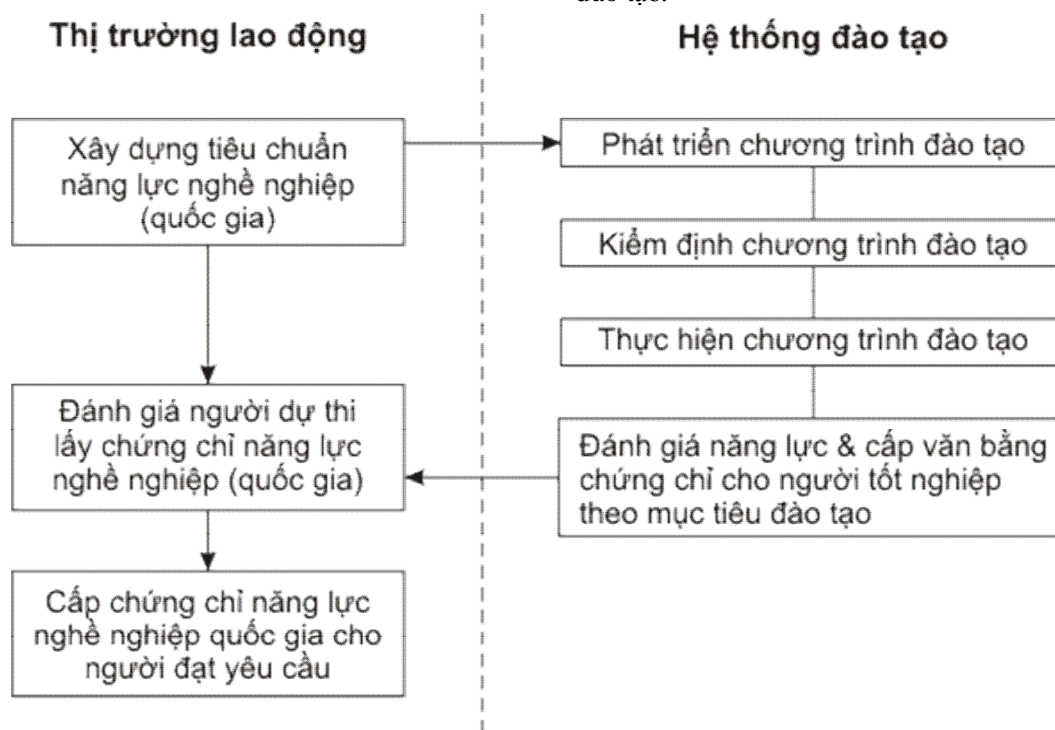 đào tạo.
Thị trường lao động
Hệ thống đào tạo
Xây dựng tiêu chuẩn
năng lực nghề nghiệp
(quốc gia)
Phát triển chương trình đào tạo
Kiểm định chương trình đào tạo
Thực hiện chương trình đào tạo
Đánh giá người dự thi
lấy chứng chỉ năng lực
nghề nghiệp (quốc gia)
Đánh giá năng lực & cấp văn bằng
chứng chỉ cho người tốt nghiệp
theo mục tiêu đào tạo
Cấp chứng chỉ năng lực
nghề nghiệp quốc gia cho
người đạt yêu cầu